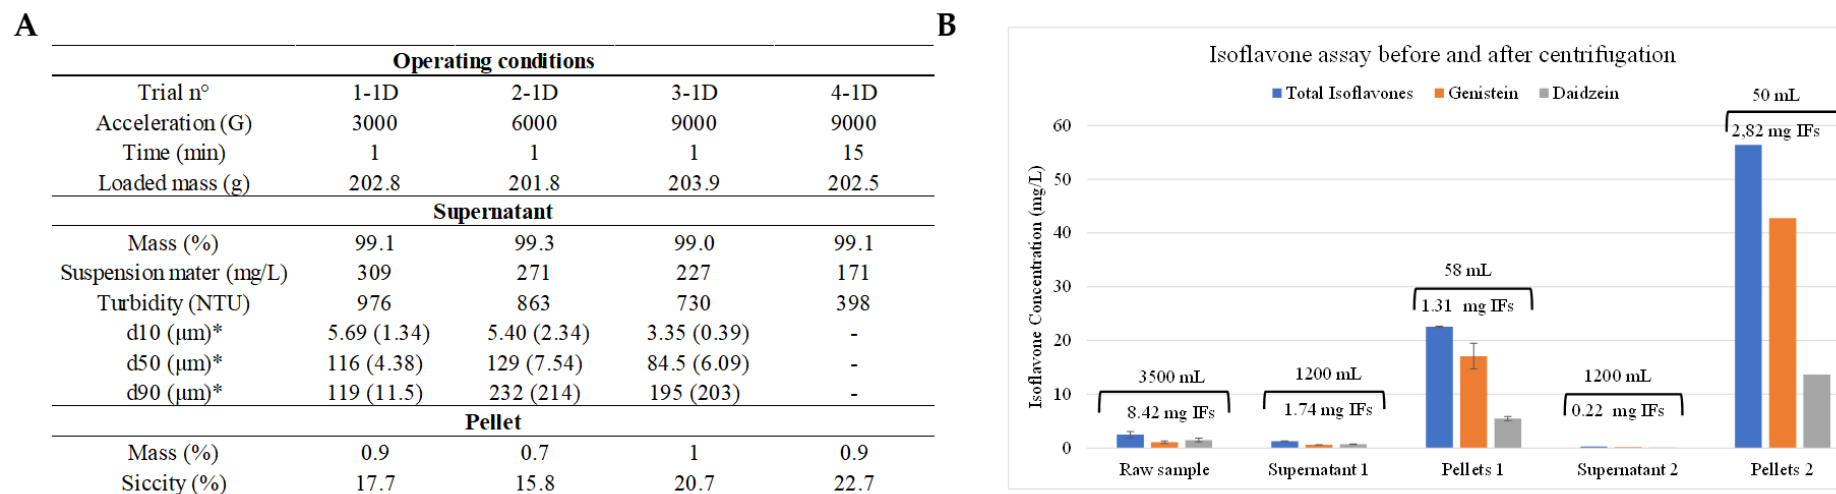 A
Operating conditions
Trial n° 1-1D 2-1D 3-1D 4-1D
Acceleration (G) 3000 6000 9000 9000
Time (min) 1 1 1 15
Loaded mass (g) 202.8 201.8 203.9 202.5
Supernatant
Mass (%) 99.1 99.3 99.0 99.1
Suspension mater (mg/L) 309 271 227 171
Turbidity (NTU) 976 863 730 398
d10 (μm)* 5.69 (1.34) 5.40 (2.34) 3.35 (0.39) -
d50 (μm)* 116 (4.38) 129 (7.54) 84.5 (6.09) -
d90 (μm)* 119 (11.5) 232 (214) 195 (203) -
Pellet
Mass (%) 0.9 0.7 1 0.9
Siccity (%) 17.7 15.8 20.7 22.7
B
Isoflavone assay before and after centrifugation
Total Isoflavones Genistein Daidzein
Isoflavone Concentration (mg/L)
60
50
40
30
20
10
0
3500 mL
8.42 mg IFs
1200 mL
1.74 mg IFs
58 mL
1.31 mg IFs
1200 mL
0.22 mg IFs
50 mL
2,82 mg IFs
Raw sample Supernatant 1 Pellets 1 Supernatant 2 Pellets 2